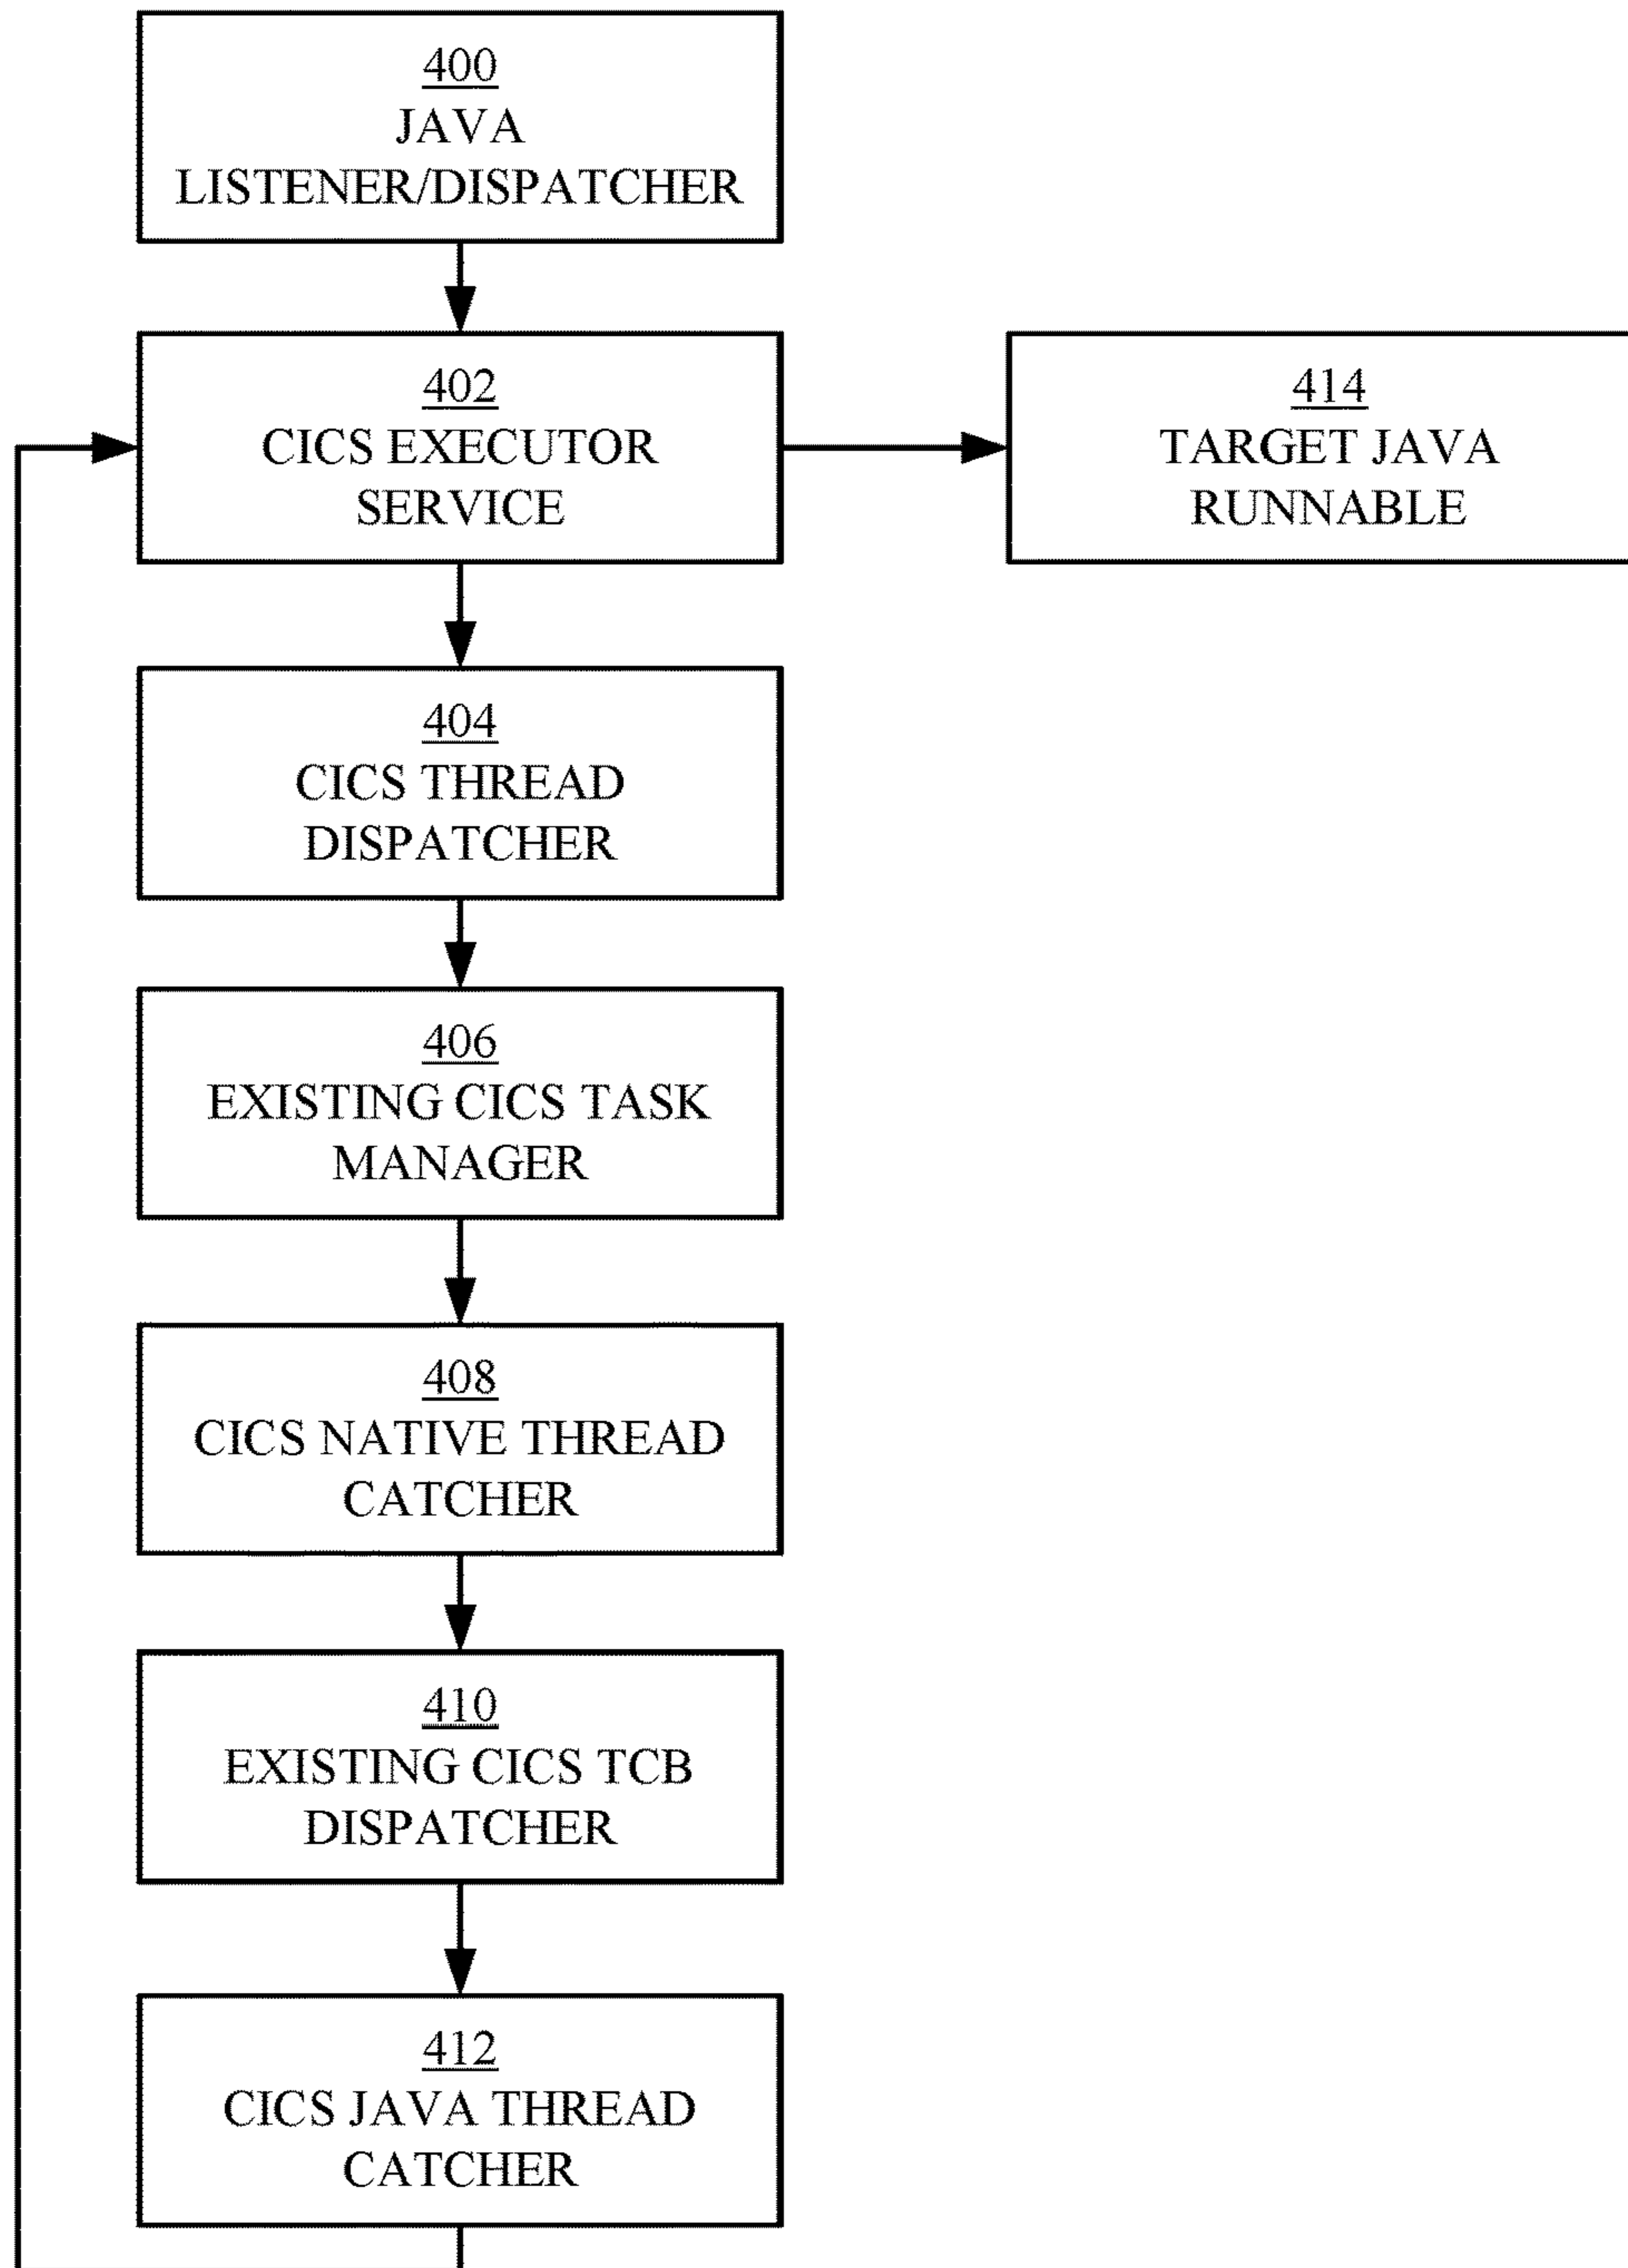 400
JAVA
LISTENER/DISPATCHER
402
CICS EXECUTOR
SERVICE
414
TARGET JAVA
RUNNABLE
404
CICS THREAD
DISPATCHER
406
EXISTING CICS TASK
MANAGER
408
CICS NATIVE THREAD
CATCHER
410
EXISTING CICS TCB
DISPATCHER
412
CICS JAVA THREAD
CATCHER